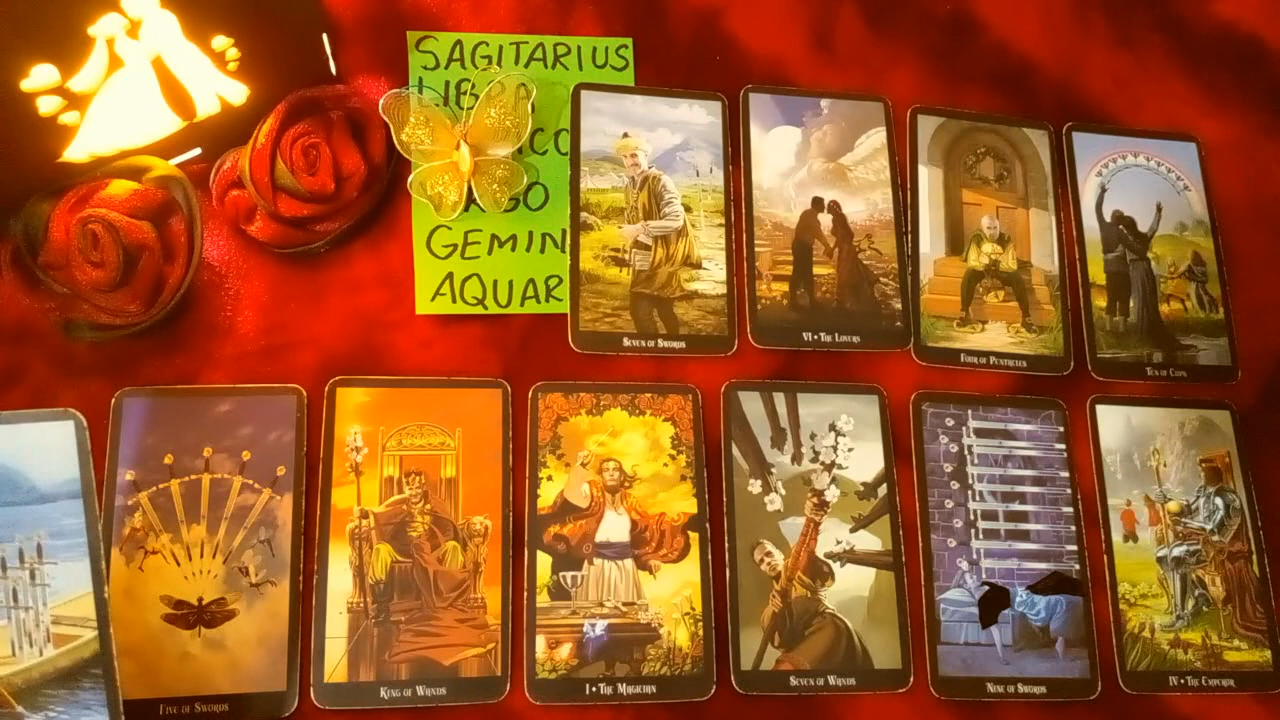 SAGITARIUS
LIBRA
GEMIN
AQUAR
SEVEN OF SWORDS
VI • THE LOVERS
FOUR OF PENTACLES
TEN OF CUPS
FIVE OF SWORDS
KING OF WANDS
I • THE MAGICIAN
SEVEN OF WANDS
NINE OF SWORDS
IV • THE EMPEROR